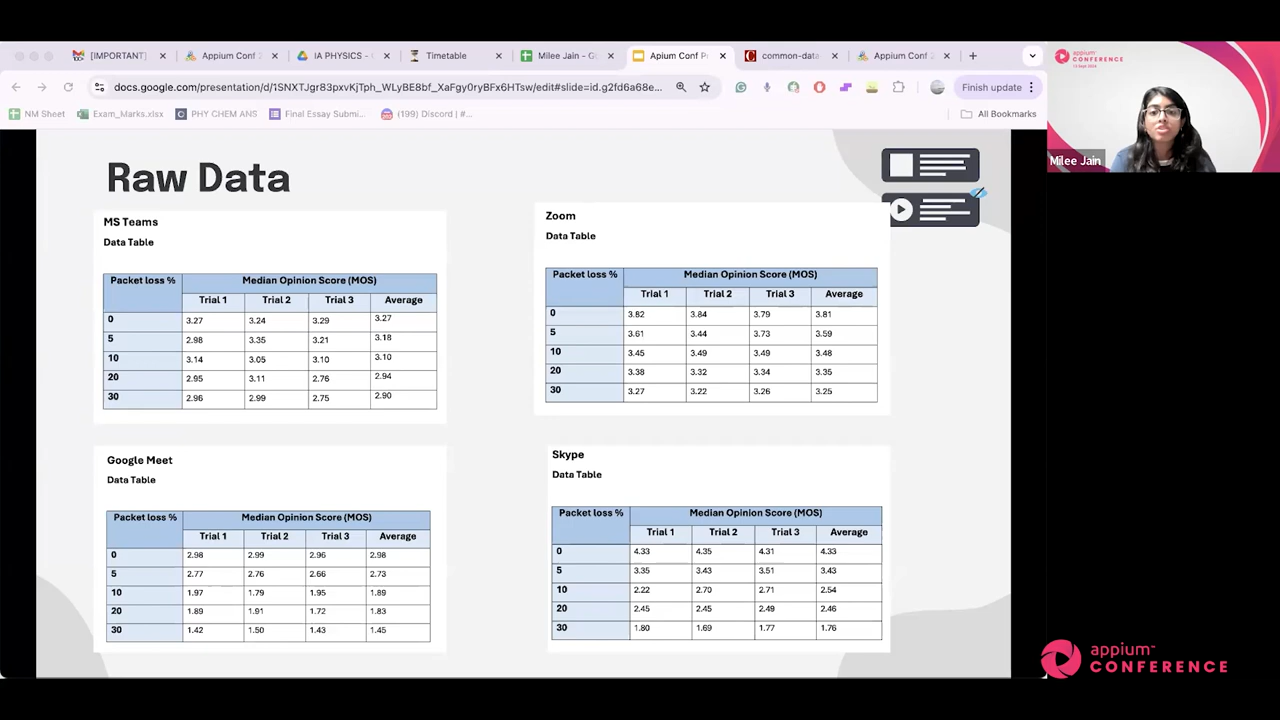 [IMPORTANT]
Appium Conf 2
IA PHYSICS -
Timetable
Milee Jain - Go
Apium Conf P
common-data
Appium Conf 2
docs.google.com/presentation/d/1SNXTJgr83pxvKjTph_WLyBE8bf_XaFgy0ryBFx6HTsw/edit#slide=id.g2fd6a68e...
Finish update
NM Sheet
Exam_Marks.xlsx
PHY CHEM ANS
Final Essay Submi...
(199) Discord | #...
All Bookmarks
appium
CONFERENCE
Milee Jain
Raw Data
MS Teams
Data Table
Packet loss % Median Opinion Score (MOS)
Trial 1 Trial 2 Trial 3 Average
0 3.27 3.24 3.29 3.27
5 2.98 3.35 3.21 3.18
10 3.14 3.05 3.10 3.10
20 2.95 3.11 2.76 2.94
30 2.96 2.99 2.75 2.90
Zoom
Data Table
Packet loss % Median Opinion Score (MOS)
Trial 1 Trial 2 Trial 3 Average
0 3.82 3.84 3.79 3.81
5 3.61 3.44 3.73 3.59
10 3.45 3.49 3.49 3.48
20 3.38 3.32 3.34 3.35
30 3.27 3.22 3.26 3.25
Google Meet
Data Table
Packet loss % Median Opinion Score (MOS)
Trial 1 Trial 2 Trial 3 Average
0 2.98 2.99 2.96 2.98
5 2.77 2.76 2.66 2.73
10 1.97 1.79 1.95 1.89
20 1.89 1.91 1.72 1.83
30 1.42 1.50 1.43 1.45
Skype
Data Table
Packet loss % Median Opinion Score (MOS)
Trial 1 Trial 2 Trial 3 Average
0 4.33 4.35 4.31 4.33
5 3.35 3.43 3.51 3.43
10 2.22 2.70 2.71 2.54
20 2.45 2.45 2.49 2.46
30 1.80 1.69 1.77 1.76
appium
CONFERENCE